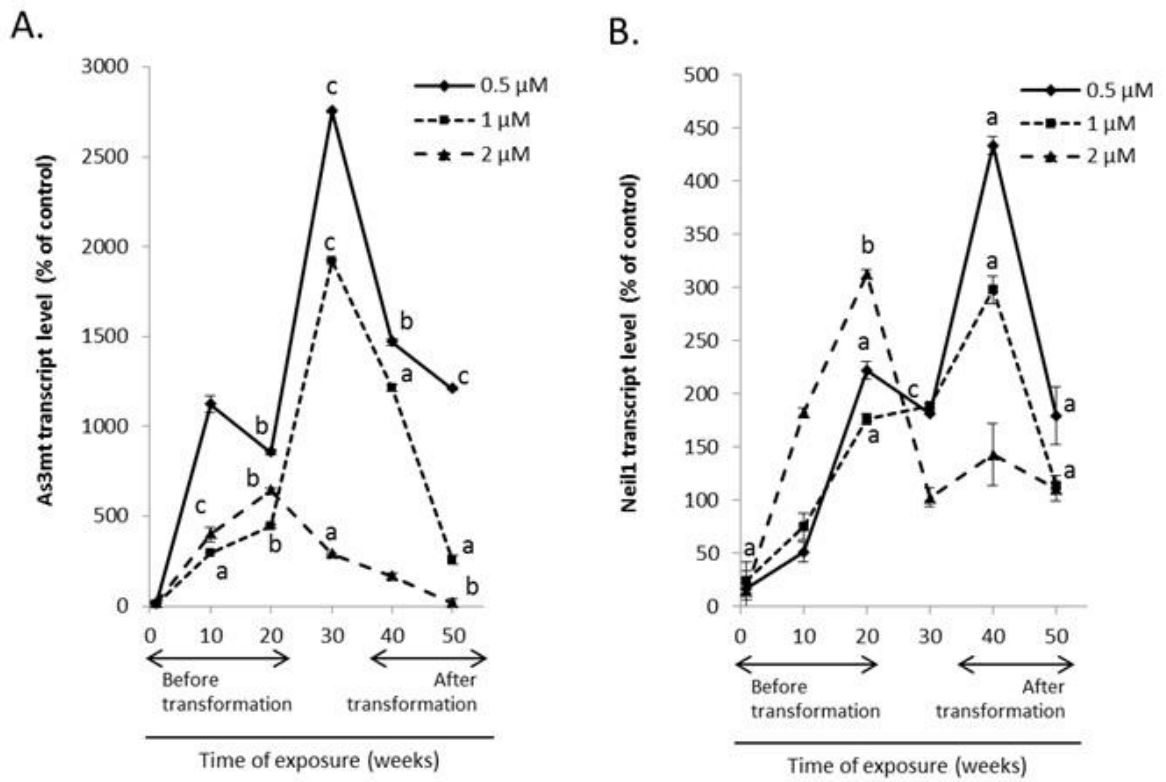 A.
As3mt transcript level (% of control)
3000
2500
2000
1500
1000
500
0
0.5 μM
1 μM
2 μM
c
c
b
a
c
b
b
c
a
b
a
a
b
0 10 20 30 40 50
Before
transformation
After
transformation
Time of exposure (weeks)
B.
Neil1 transcript level (% of control)
500
450
400
350
300
250
200
150
100
50
0
0.5 μM
1 μM
2 μM
a
b
a
a
c
a
a
a
a
0 10 20 30 40 50
Before
transformation
After
transformation
Time of exposure (weeks)